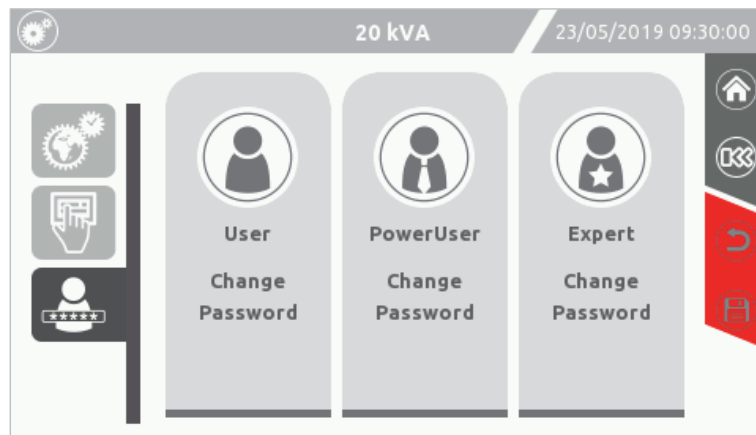 20 kVA
23/05/2019 09:30:00
User
Change
Password
PowerUser
Change
Password
Expert
Change
Password
*****